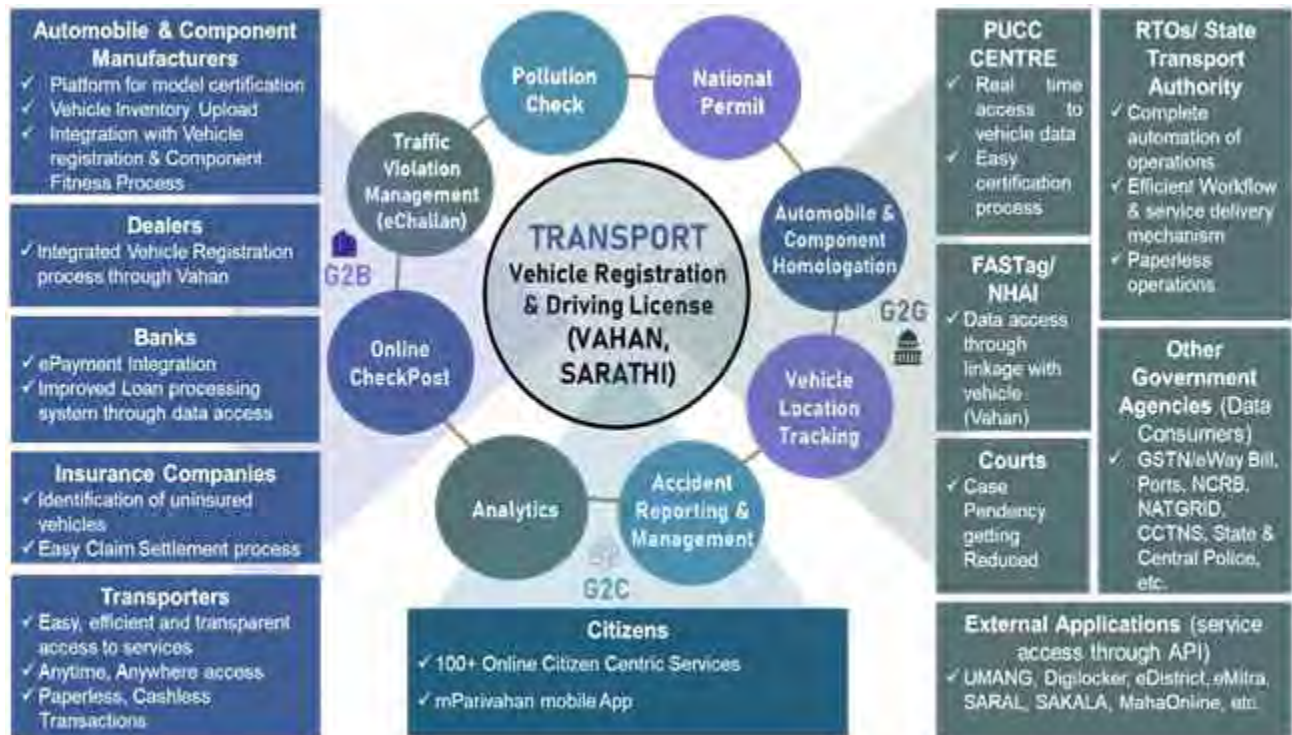 Automobile & Component
Manufacturers
✓ Platform for model certification
✓ Vehicle Inventory Upload
✓ Integration with Vehicle
registration & Component
Fitness Process
Dealers
✓ Integrated Vehicle Registration
process through Vahan
Banks
✓ ePayment Integration
✓ Improved Loan processing
system through data access
Insurance Companies
✓ Identification of uninsured
vehicles
✓ Easy Claim Settlement process
Transporters
✓ Easy, efficient and transparent
access to services
✓ Anytime, Anywhere access
✓ Paperless, Cashless
Transactions
G2B
Pollution
Check
National
Permit
Traffic
Violation
Management
(eChallan)
Automobile &
Component
Homologation
TRANSPORT
Vehicle Registration
& Driving License
(VAHAN,
SARATHI)
Online
CheckPost
Vehicle
Location
Tracking
Analytics
Accident
Reporting &
Management
G2G
G2C
Citizens
✓ 100+ Online Citizen Centric Services
✓ mParivahan mobile App
PUCC
CENTRE
✓ Real time
access to
vehicle data
✓ Easy
certification
process
FASTag/
NHAI
✓ Data access
through
linkage with
vehicle
(Vahan)
Courts
✓ Case
Pendency
getting
Reduced
RTOs/ State
Transport
Authority
✓ Complete
automation of
operations
✓ Efficient Workflow
& service delivery
mechanism
✓ Paperless
operations
Other
Government
Agencies (Data
Consumers)
✓ GSTN/eWay Bill,
Ports, NCRB,
NATGRID,
CCTNS, State &
Central Police,
etc.
External Applications (service
access through API)
✓ UMANG, Digilocker, eDistrict, eMitra,
SARAL, SAKALA, MahaOnline, etc.